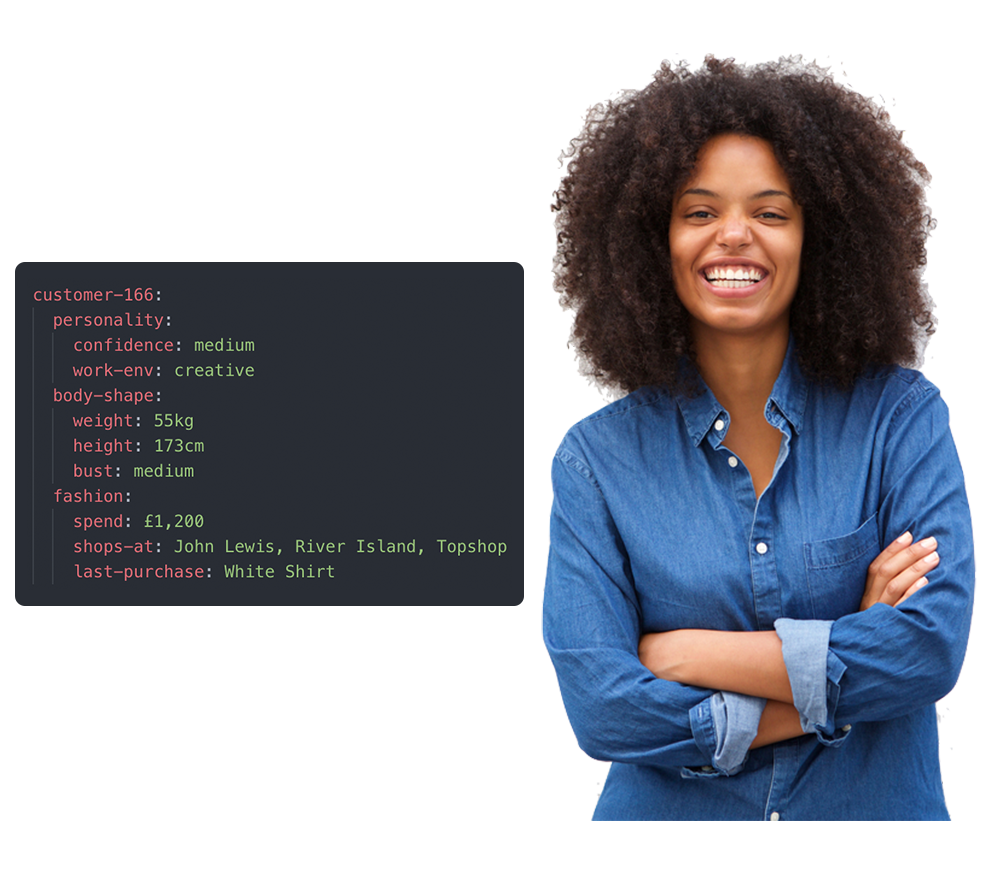 customer-166:
personality:
confidence: medium
work-env: creative
body-shape:
weight: 55kg
height: 173cm
bust: medium
fashion:
spend: £1,200
shops-at: John Lewis, River Island, Topshop
last-purchase: White Shirt